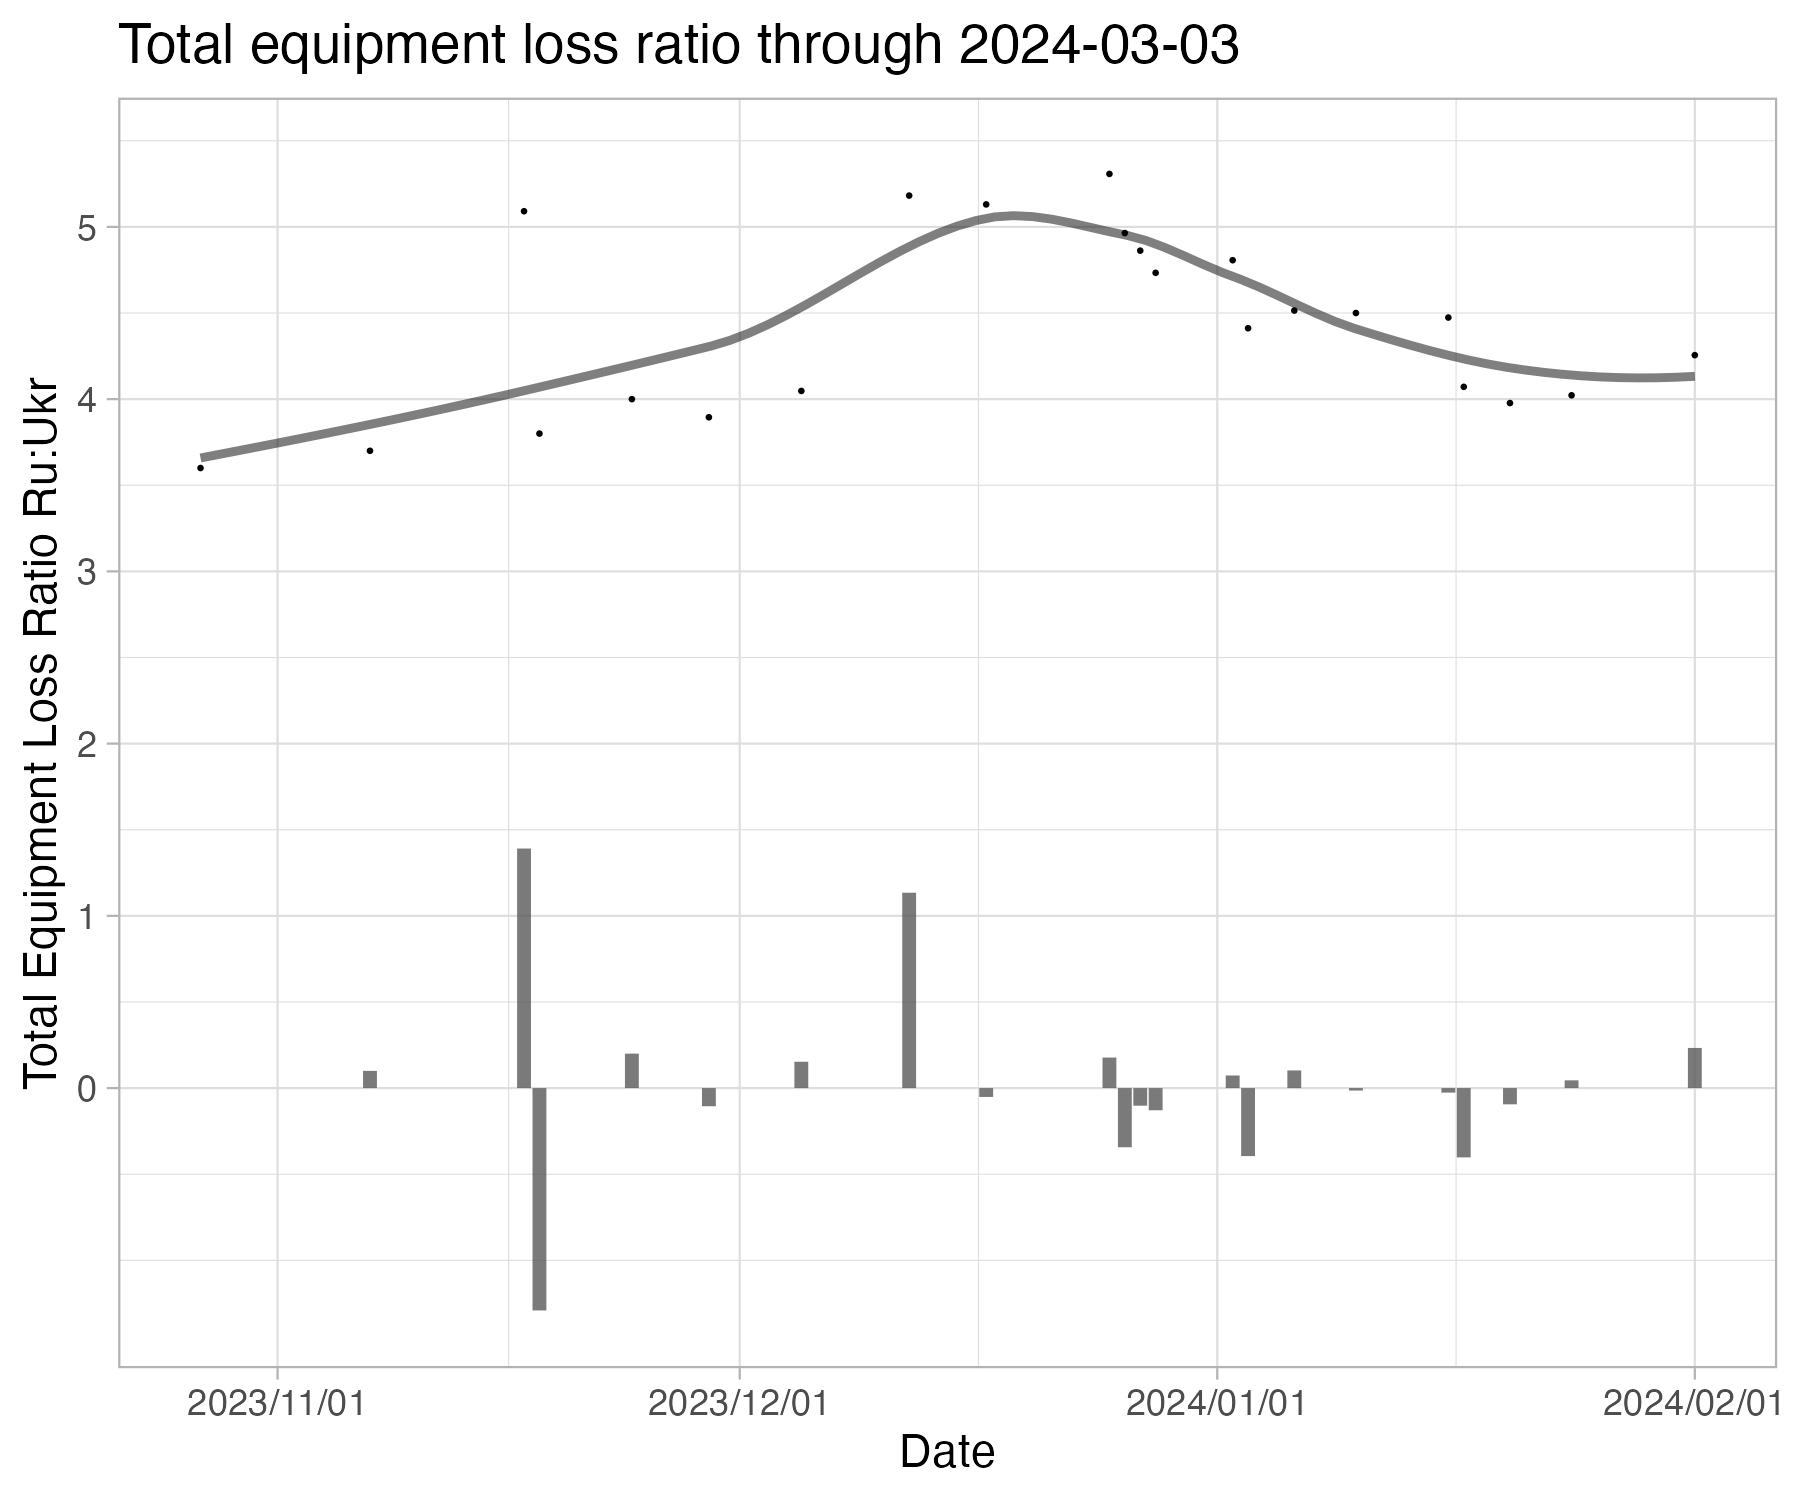 Total equipment loss ratio through 2024-03-03
Total Equipment Loss Ratio Ru:Ukr
5
4
3
2
1
0
2023/11/01 2023/12/01 2024/01/01 2024/02/01
Date